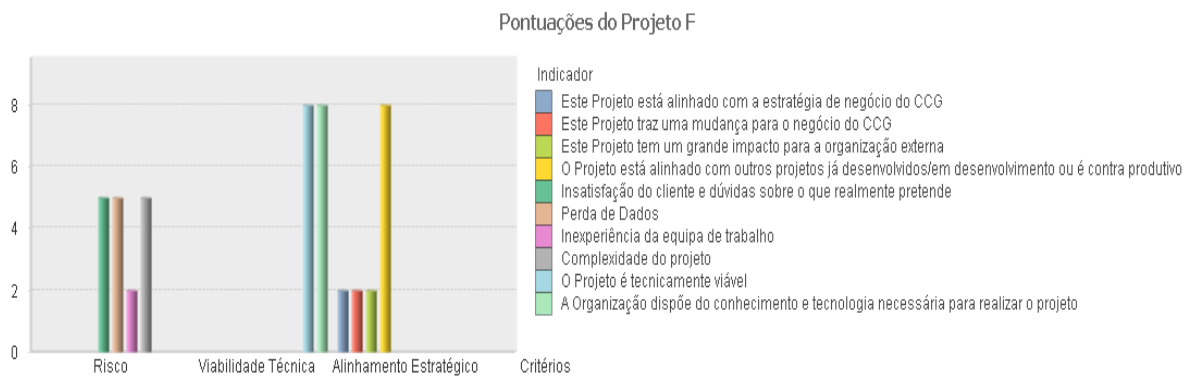 Pontuações do Projeto F
Indicador
Este Projeto está alinhado com a estratégia de negócio do CCG
Este Projeto traz uma mudança para o negócio do CCG
Este Projeto tem um grande impacto para a organização externa
O Projeto está alinhado com outros projetos já desenvolvidos/em desenvolvimento ou é contra produtivo
Insatisfação do cliente e dúvidas sobre o que realmente pretende
Perda de Dados
Inexperiência da equipa de trabalho
Complexidade do projeto
O Projeto é tecnicamente viável
A Organização dispõe do conhecimento e tecnologia necessária para realizar o projeto
8
6
4
2
0
Risco Viabilidade Técnica Alinhamento Estratégico Critérios